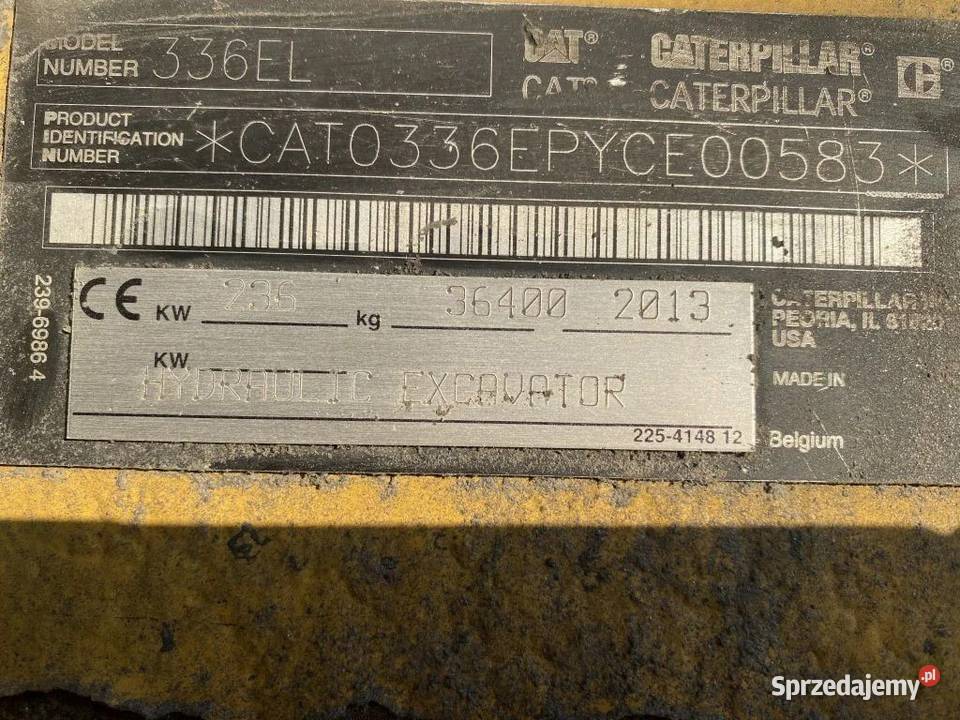 MODEL
NUMBER 336EL
CAT® CATERPILLAR®
CAT® CATERPILLAR®
PRODUCT
IDENTIFICATION
NUMBER *CAT0336EPYCE00583*
CE KW 236 kg 36400 2013
KW
HYDRAULIC EXCAVATOR
225-4148 12
239-6986 4
CATERPILLAR
PEORIA, IL
USA
MADE IN
Belgium
Sprzedajemy.pl